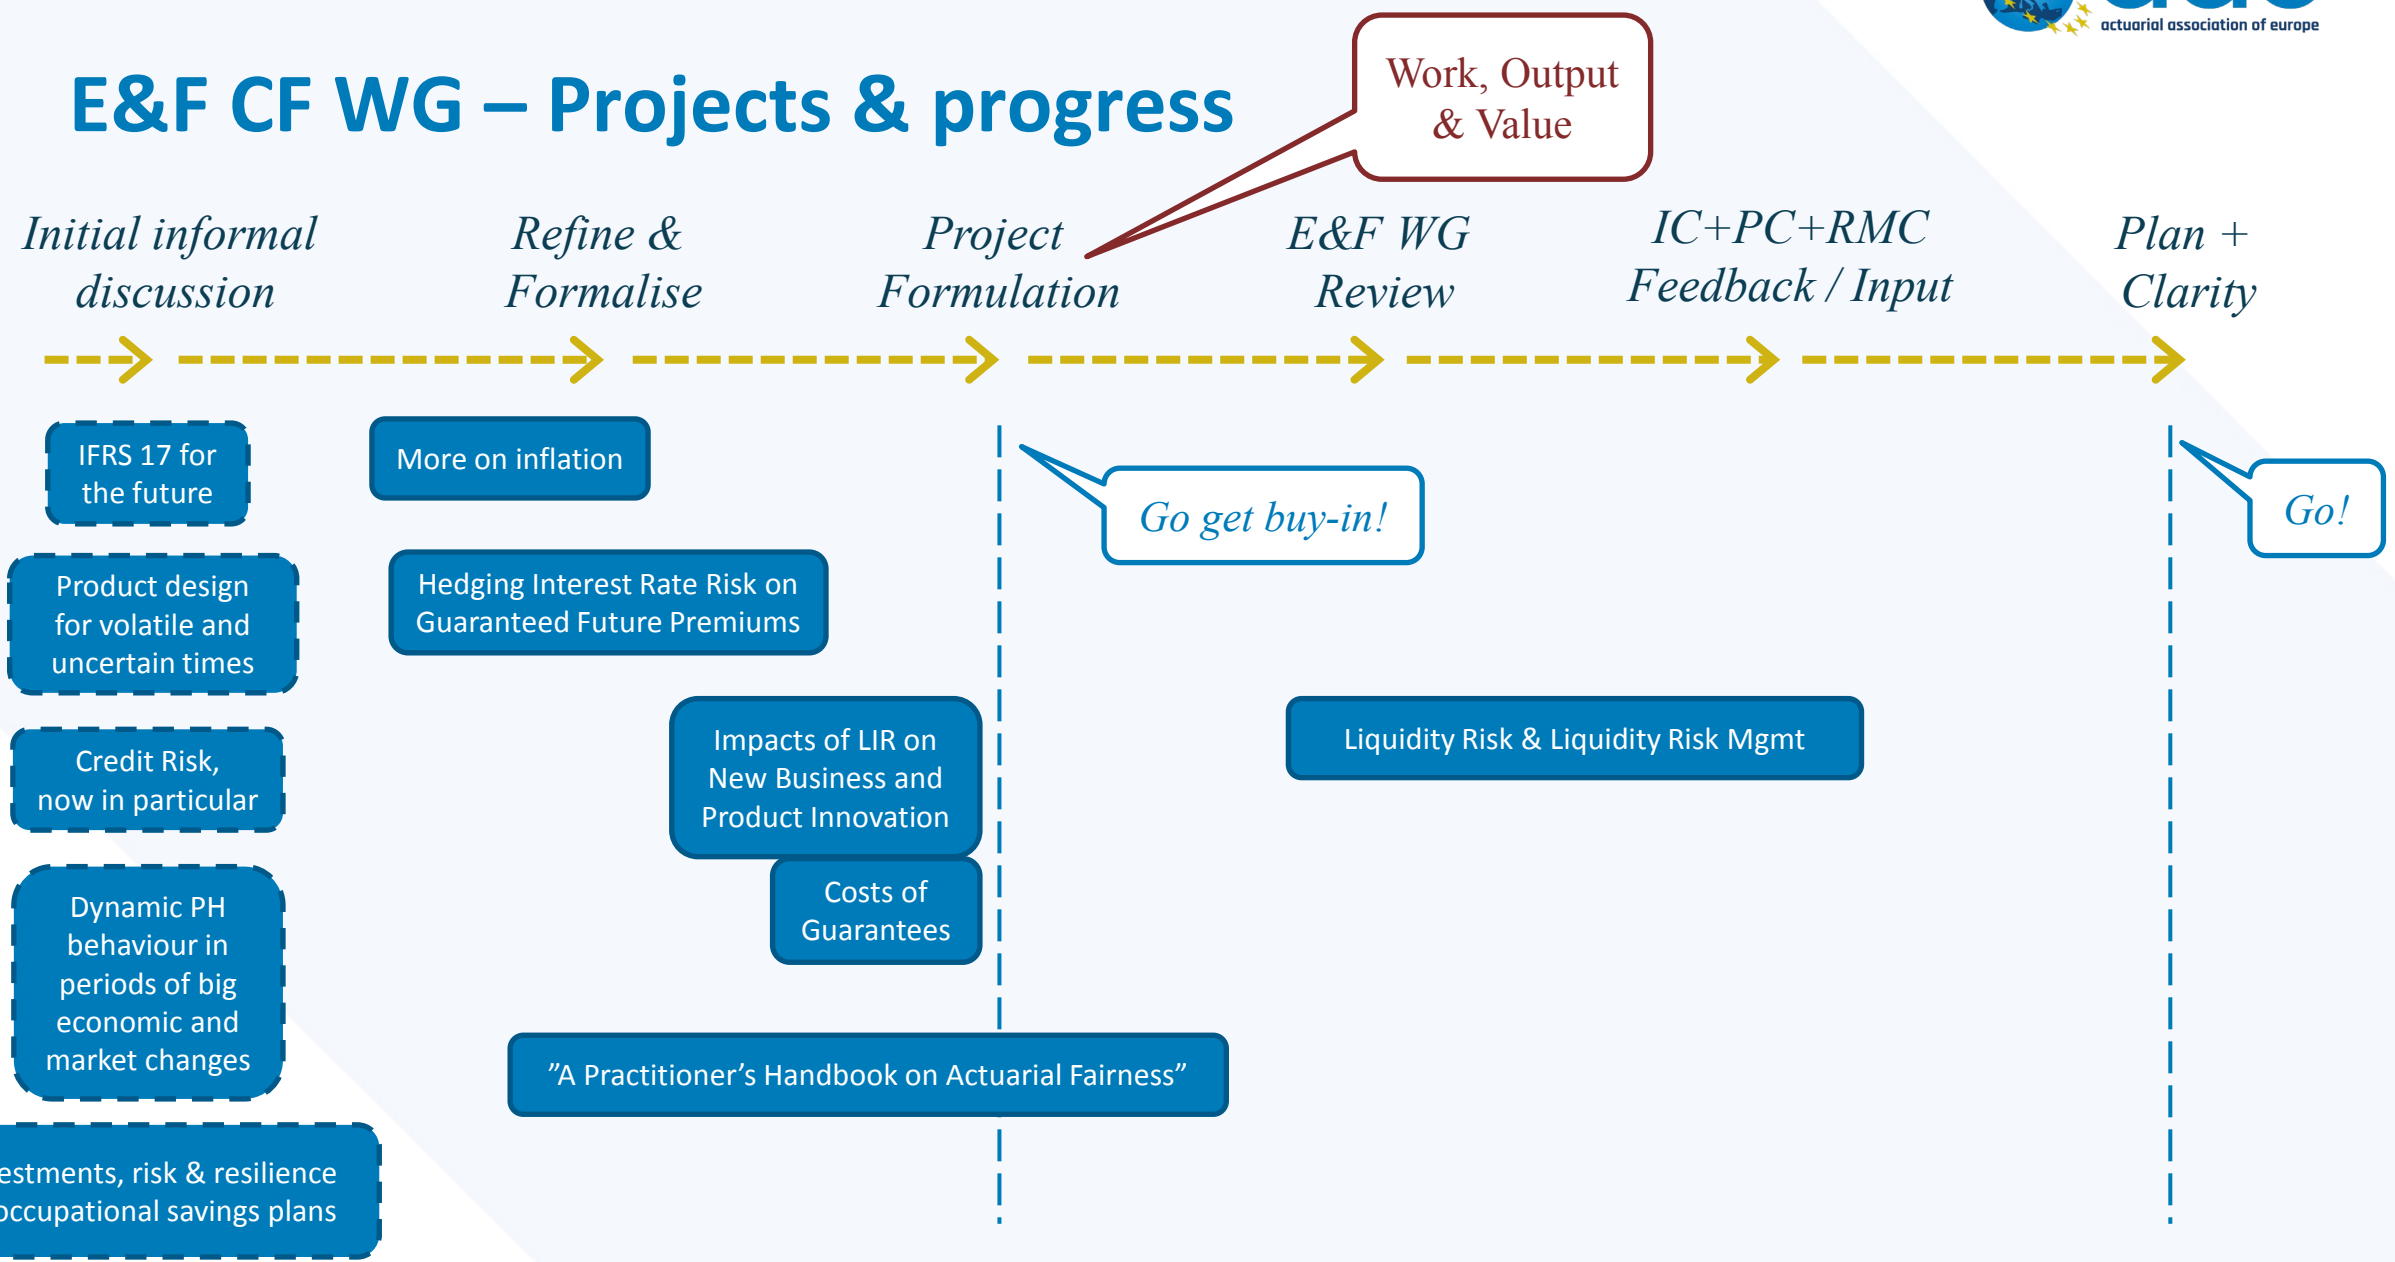 actuarial association of europe
E&F CF WG – Projects & progress
Work, Output
& Value
Initial informal
discussion
Refine &
Formalise
Project
Formulation
E&F WG
Review
IC+PC+RMC
Feedback / Input
Plan +
Clarity
IFRS 17 for
the future
More on inflation
Go get buy-in!
Go!
Product design
for volatile and
uncertain times
Hedging Interest Rate Risk on
Guaranteed Future Premiums
Credit Risk,
now in particular
Impacts of LIR on
New Business and
Product Innovation
Liquidity Risk & Liquidity Risk Mgmt
Costs of
Guarantees
Dynamic PH
behaviour in
periods of big
economic and
market changes
”A Practitioner’s Handbook on Actuarial Fairness”
estments, risk & resilience
occupational savings plans